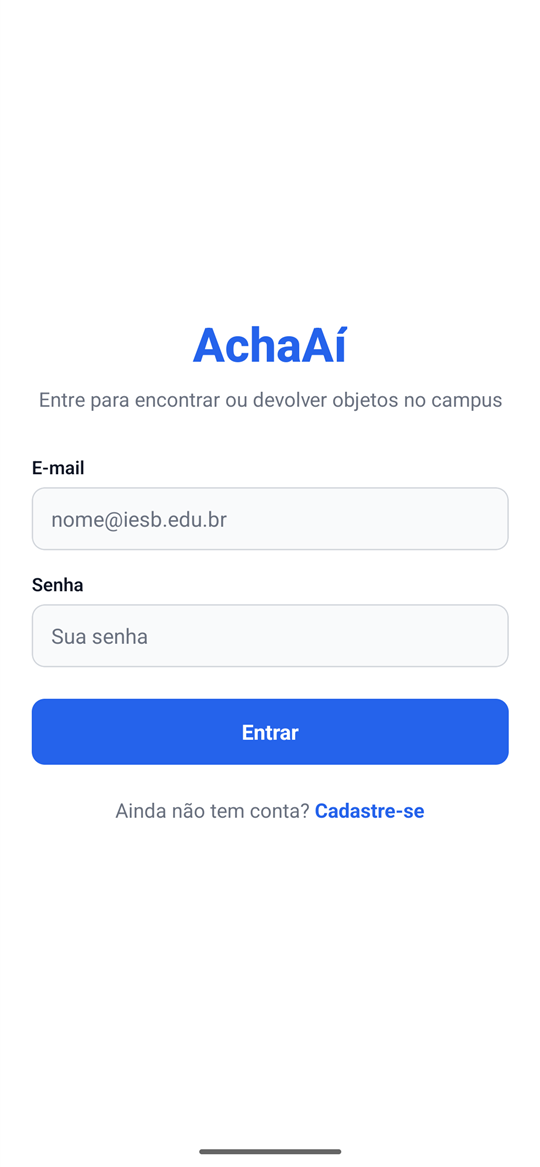 AchaAí
Entre para encontrar ou devolver objetos no campus
E-mail
nome@iesb.edu.br
Senha
Sua senha
Entrar
Ainda não tem conta? Cadastre-se